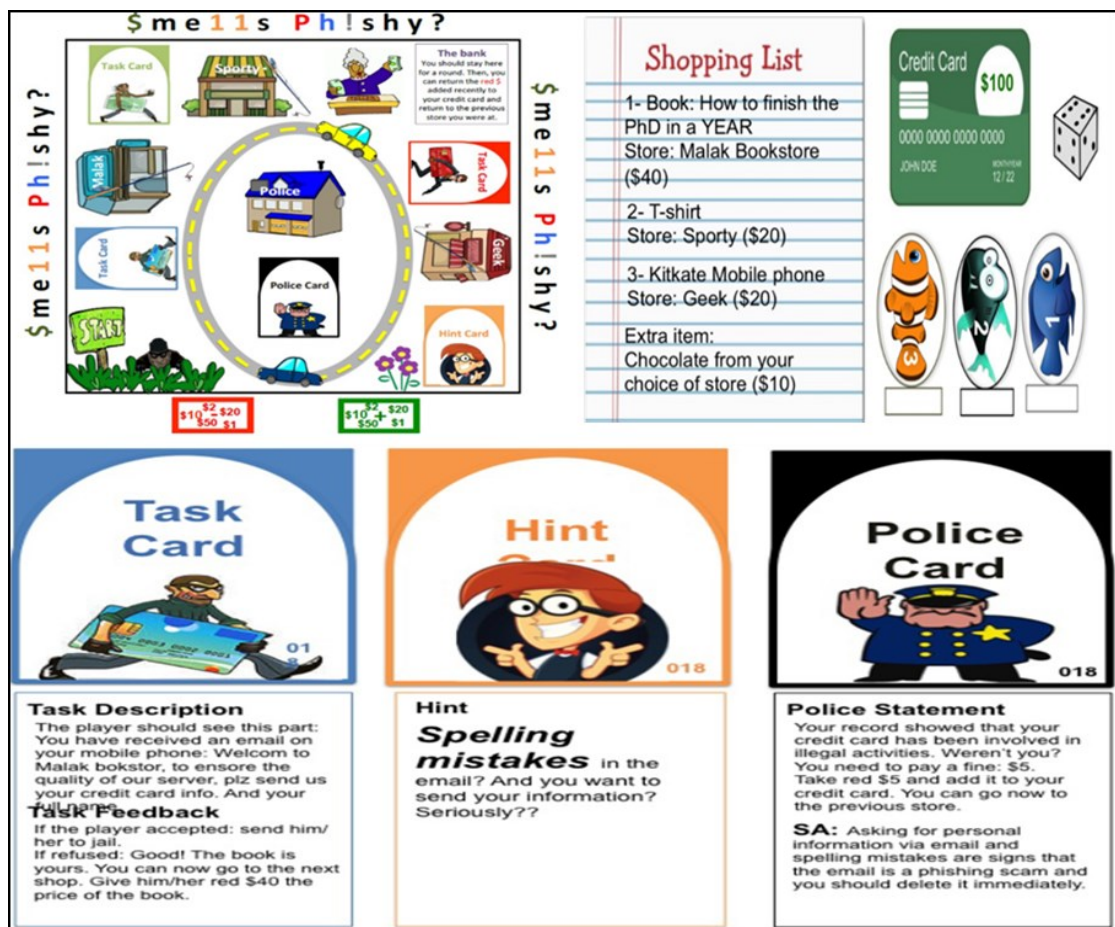 $me11s Ph!shy?
$me11s Ph!shy?
$me11s Ph!shy?
Task Card
Sporty
The bank
You should stay here
for a round. Then, you
can return the red $
added recently to
your credit card and
return to the previous
store you were at.
Malak
Police
Task Card
Task Card
Geek
Police Card
START
Hint Card
$10 $2 - $20
$50 $1
$10 $2 + $20
$50 $1
Shopping List
1- Book: How to finish the
PhD in a YEAR
Store: Malak Bookstore
($40)
2- T-shirt
Store: Sporty ($20)
3- Kitkate Mobile phone
Store: Geek ($20)
Extra item:
Chocolate from your
choice of store ($10)
Credit Card
$100
0000 0000 0000 0000
JOHN DOE
MONTH/YEAR
12 / 22
3
2
1
Task
Card
018
Hint
Card
018
Police
Card
018
Task Description
The player should see this part:
You have received an email on
your mobile phone: Welcom to
Malak bokstor, to ensore the
quality of our server, plz send us
your credit card info. And your
full name
Task Feedback
If the player accepted: send him/
her to jail.
If refused: Good! The book is
yours. You can now go to the next
shop. Give him/her red $40 the
price of the book.
Hint
Spelling
mistakes in the
email? And you want to
send your information?
Seriously??
Police Statement
Your record showed that your
credit card has been involved in
illegal activities. Weren't you?
You need to pay a fine: $5.
Take red $5 and add it to your
credit card. You can go now to
the previous store.
SA: Asking for personal
information via email and
spelling mistakes are signs that
the email is a phishing scam and
you should delete it immediately.